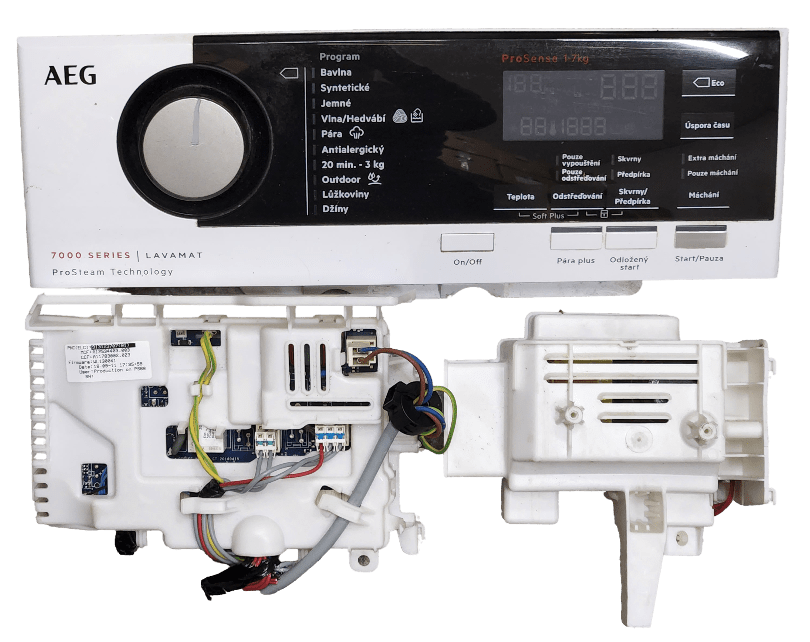 AEG
Program
Bavlna
Syntetické
Jemné
Vlna/Hedvábí
Pára
Antialergický
20 min. - 3 kg
Outdoor
Lůžkoviny
Džíny
ProSense 1-7kg
Eco
Úspora času
Pouze vypouštění
Skvrny
Extra máchání
Pouze odstřeďování
Předpírka
Pouze máchání
Teplota
Odstřeďování
Skvrny/
Předpírka
Máchání
Soft Plus
7000 SERIES | LAVAMAT
ProSteam Technology
On/Off
Pára plus
Odložený
start
Start/Pauza